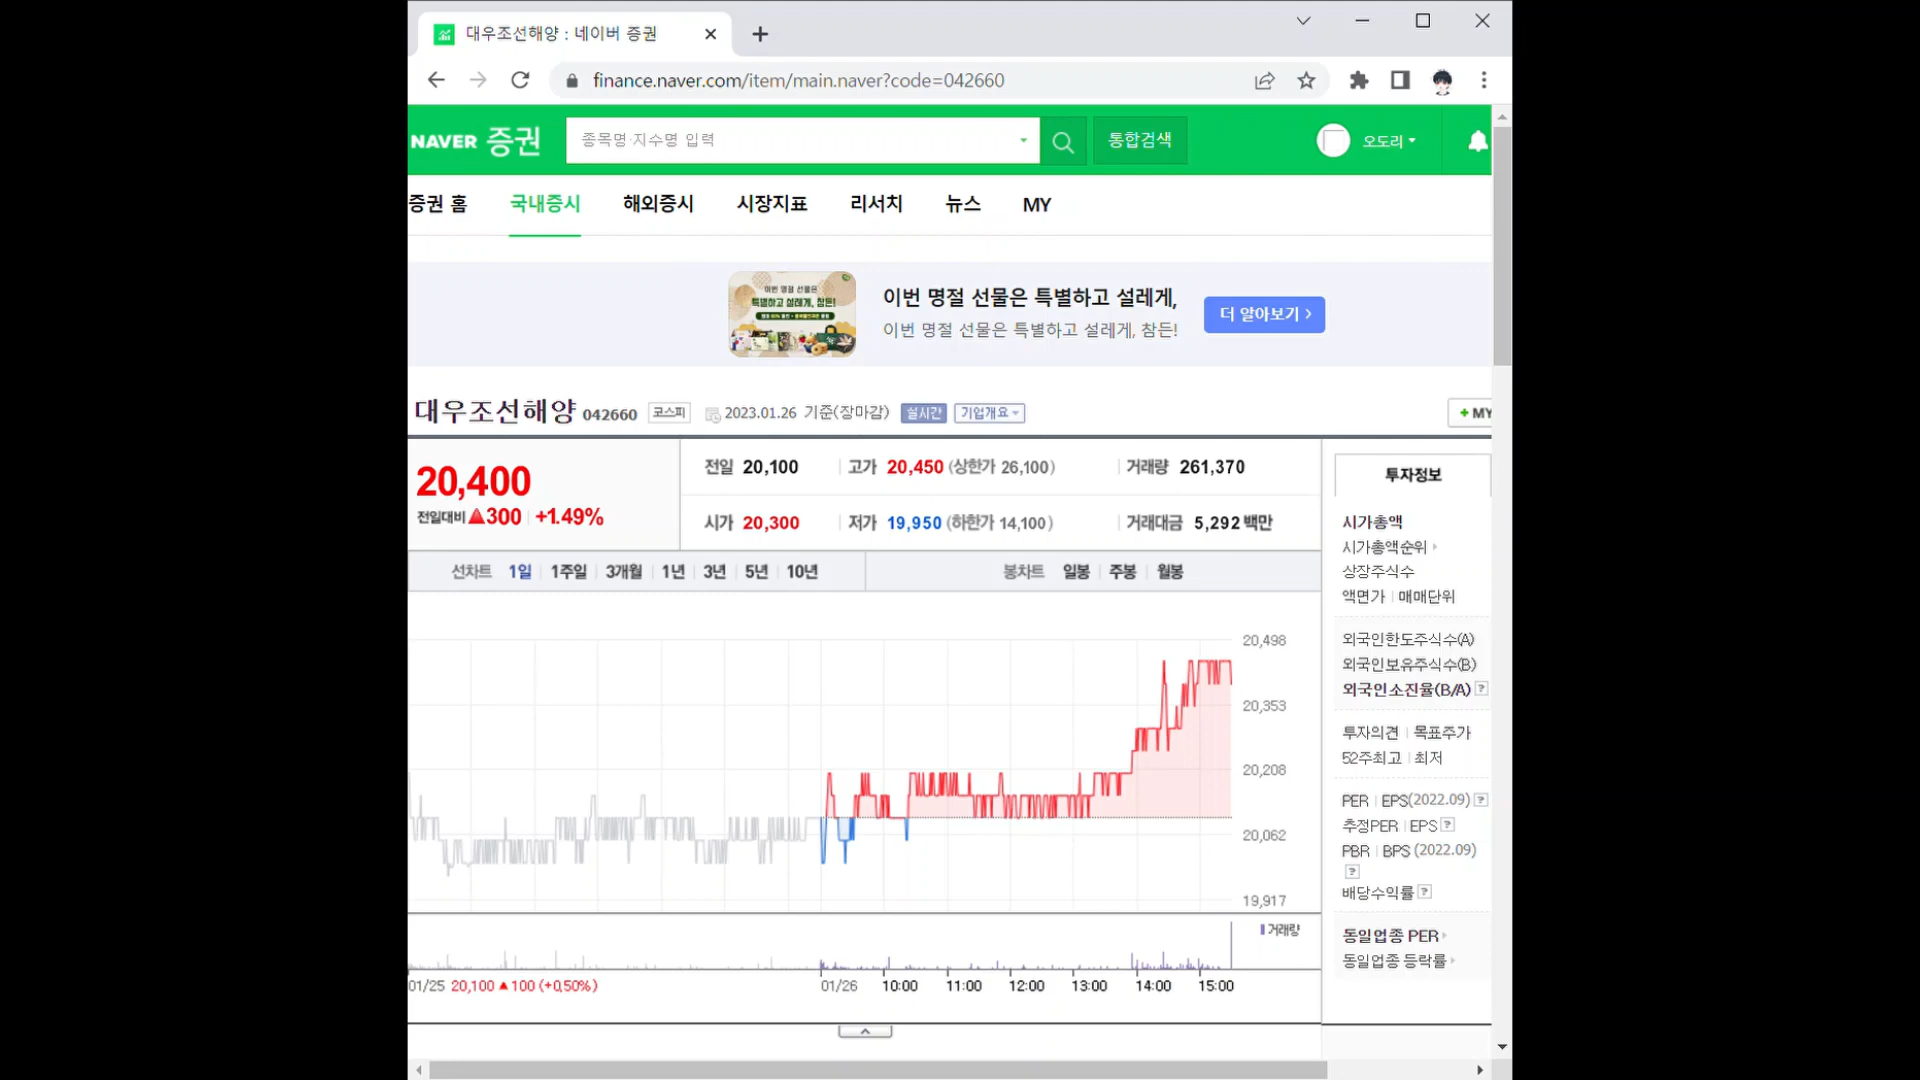 대우조선해양 : 네이버 증권
finance.naver.com/item/main.naver?code=042660
NAVER 증권
종목명·지수명 입력
통합검색
오도리
증권 홈 국내증시 해외증시 시장지표 리서치 뉴스 MY
이번 명절 선물은
특별하고 설레게, 참든!
이번 명절 선물은 특별하고 설레게,
이번 명절 선물은 특별하고 설레게, 참든!
더 알아보기 >
대우조선해양 042660 코스피 2023.01.26 기준(장마감) 실시간 기업개요
+ MY
20,400
전일대비 ▲300 +1.49%
전일 20,100 고가 20,450 (상한가 26,100) 거래량 261,370
시가 20,300 저가 19,950 (하한가 14,100) 거래대금 5,292 백만
선차트 1일 1주일 3개월 1년 3년 5년 10년 봉차트 일봉 주봉 월봉
20,498
20,353
20,208
20,062
19,917
거래량
01/25 20,100 ▲100 (+0.50%) 01/26 10:00 11:00 12:00 13:00 14:00 15:00
투자정보
시가총액
시가총액순위
상장주식수
액면가 매매단위
외국인한도주식수(A)
외국인보유주식수(B)
외국인소진율(B/A) ?
투자의견 목표주가
52주최고 최저
PER EPS(2022.09) ?
추정PER EPS ?
PBR BPS (2022.09)
?
배당수익률 ?
동일업종 PER
동일업종 등락률